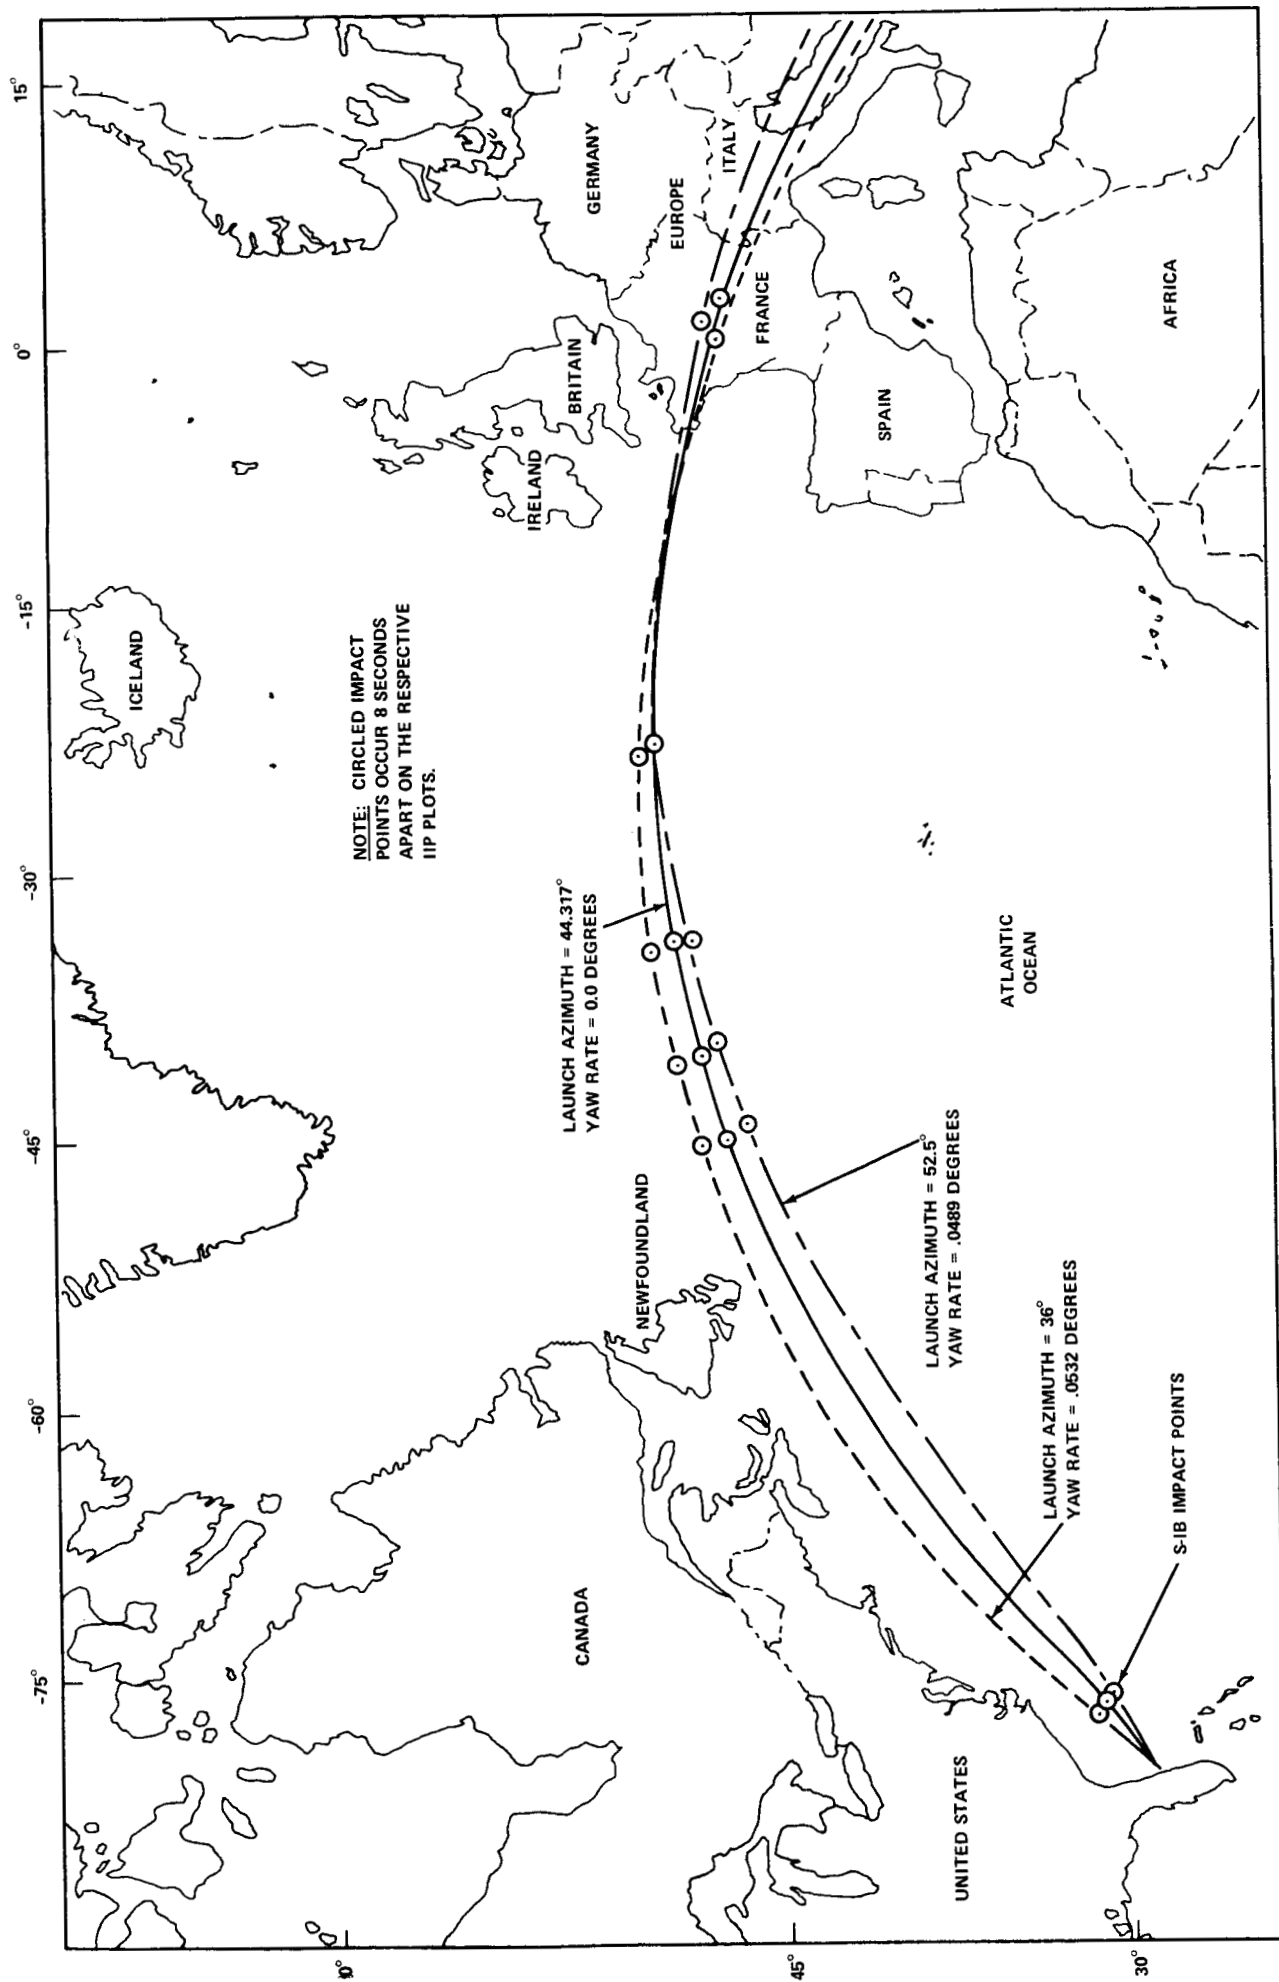 15°
0°
-15°
-30°
-45°
-60°
-75°
45°
30°
ICELAND
IRELAND
BRITAIN
GERMANY
EUROPE
ITALY
FRANCE
SPAIN
AFRICA
NOTE: CIRCLED IMPACT
POINTS OCCUR 8 SECONDS
APART ON THE RESPECTIVE
IIP PLOTS.
LAUNCH AZIMUTH = 44.317°
YAW RATE = 0.0 DEGREES
ATLANTIC
OCEAN
NEWFOUNDLAND
LAUNCH AZIMUTH = 52.5°
YAW RATE = .0489 DEGREES
LAUNCH AZIMUTH = 36°
YAW RATE = .0532 DEGREES
S-IB IMPACT POINTS
CANADA
UNITED STATES